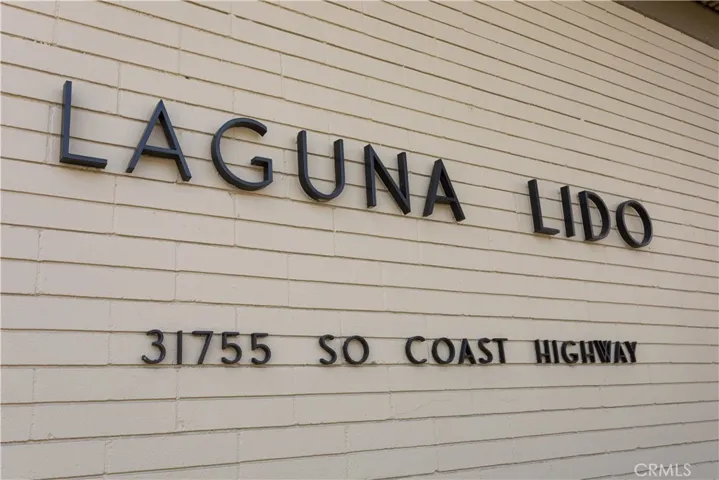 LAGUNA LIDO
31755 SO COAST HIGHWAY
CRMLS